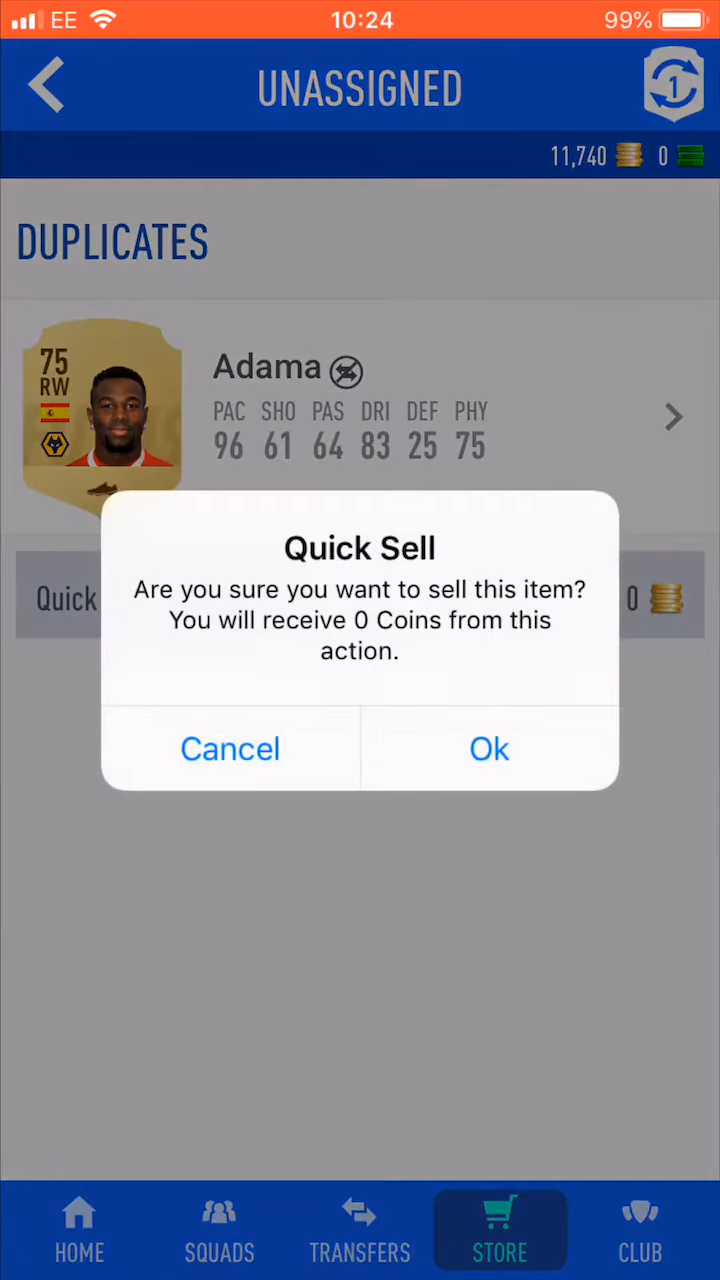 EE 10:24 99%
UNASSIGNED
1
11,740 0
DUPLICATES
75
RW
Adama
PAC SHO PAS DRI DEF PHY
96 61 64 83 25 75
Quick Sell
Are you sure you want to sell this item?
You will receive 0 Coins from this
action.
Quick 0
Cancel Ok
HOME SQUADS TRANSFERS STORE CLUB